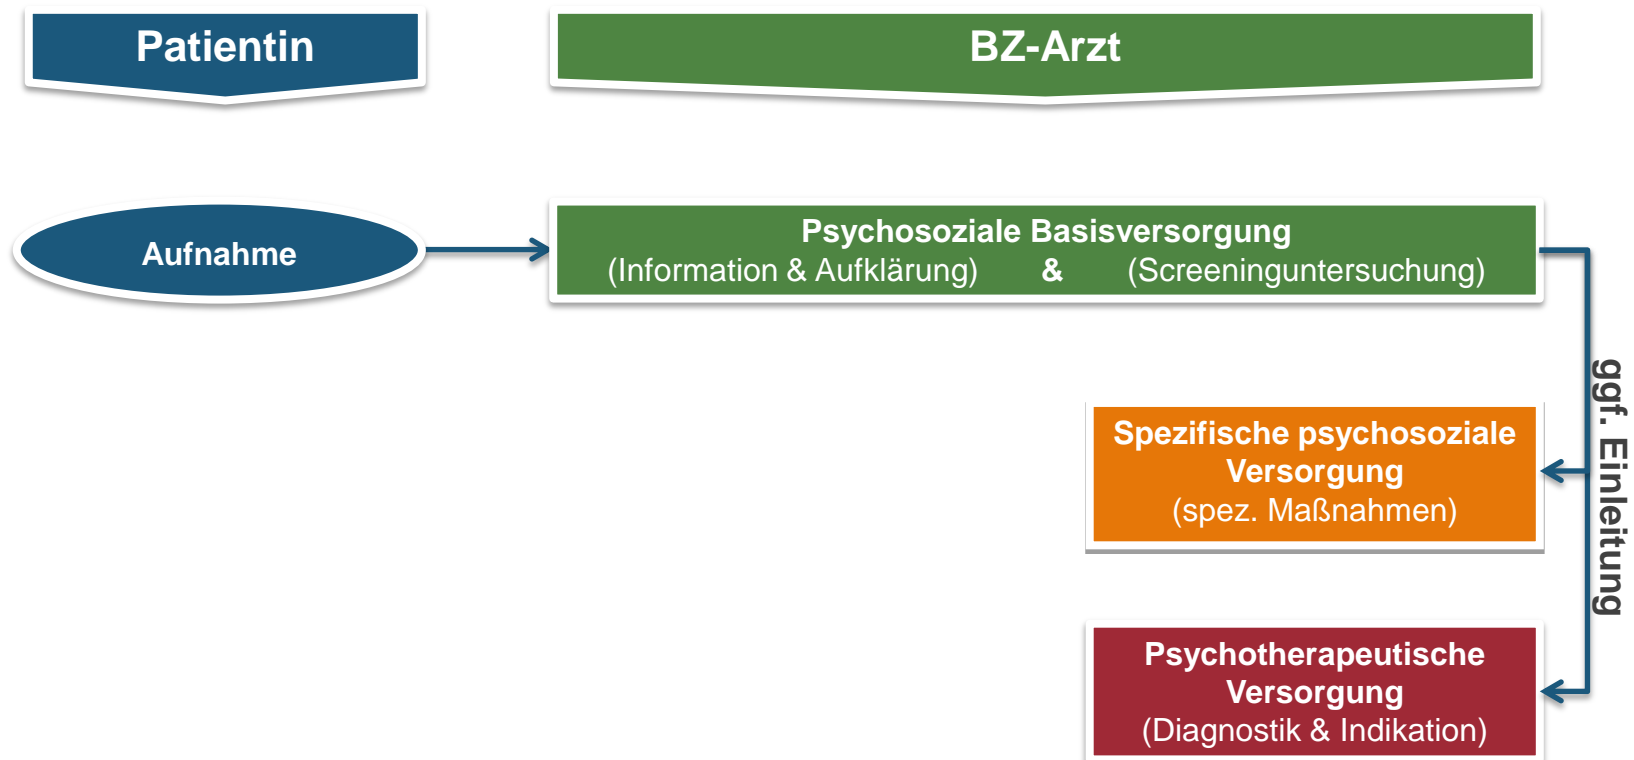 Patientin
BZ-Arzt
Aufnahme
Psychosoziale Basisversorgung
(Information & Aufklärung) & (Screeninguntersuchung)
ggf. Einleitung
Spezifische psychosoziale
Versorgung
(spez. Maßnahmen)
Psychotherapeutische
Versorgung
(Diagnostik & Indikation)